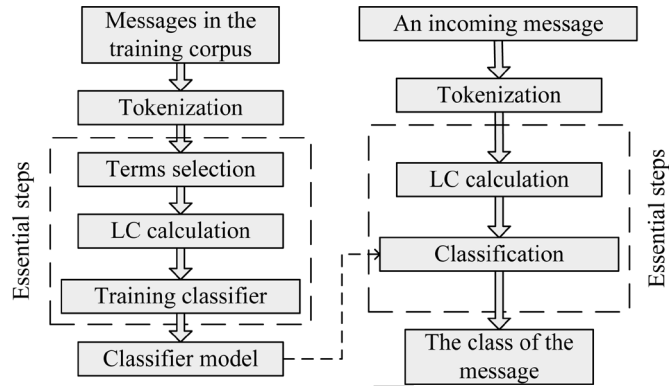 Messages in the
training corpus
Tokenization
Terms selection
LC calculation
Training classifier
Classifier model
Essential steps
An incoming message
Tokenization
LC calculation
Classification
The class of the
message
Essential steps